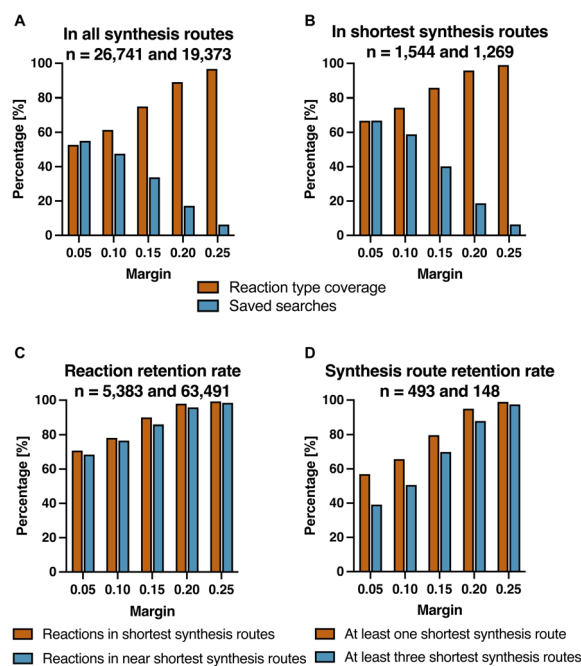 A
In all synthesis routes
n = 26,741 and 19,373
Percentage [%]
100
80
60
40
20
0
0.05 0.10 0.15 0.20 0.25
Margin
B
In shortest synthesis routes
n = 1,544 and 1,269
Percentage [%]
100
80
60
40
20
0
0.05 0.10 0.15 0.20 0.25
Margin
Reaction type coverage
Saved searches
C
Reaction retention rate
n = 5,383 and 63,491
Percentage [%]
100
80
60
40
20
0
0.05 0.10 0.15 0.20 0.25
Margin
Reactions in shortest synthesis routes
Reactions in near shortest synthesis routes
D
Synthesis route retention rate
n = 493 and 148
Percentage [%]
100
80
60
40
20
0
0.05 0.10 0.15 0.20 0.25
Margin
At least one shortest synthesis route
At least three shortest synthesis routes